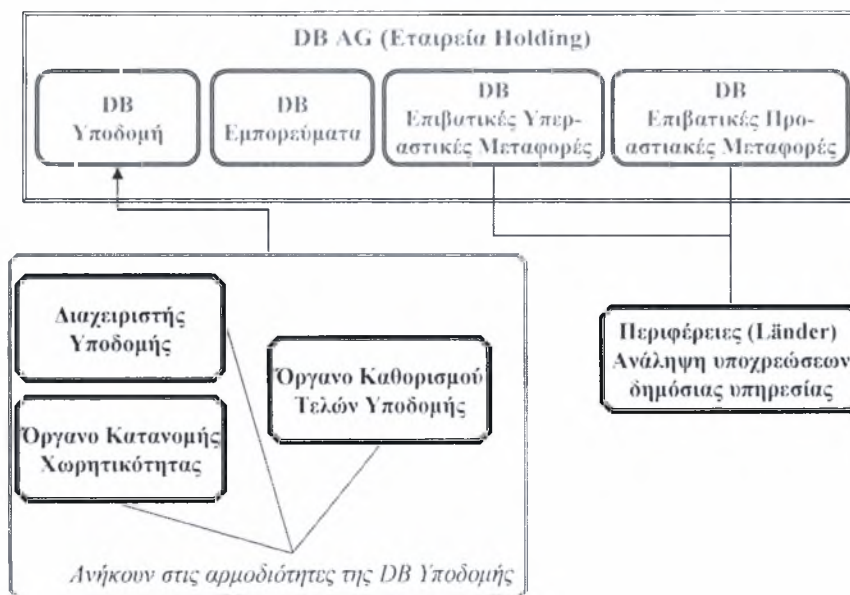 DB AG (Εταιρεία Holding)
DB
Υποδομή
DB
Εμπορεύματα
DB
Επιβατικές Υπερ-
αστικές Μεταφορές
DB
Επιβατικές Προ-
αστιακές Μεταφορές
Διαχειριστής
Υποδομής
Όργανο Καθορισμού
Τελών Υποδομής
Όργανο Κατανομής
Χωρητικότητας
Περιφέρειες (Länder)
Ανάληψη υποχρεώσεων
δημόσιας υπηρεσίας
Ανήκουν στις αρμοδιότητες της DB Υποδομής